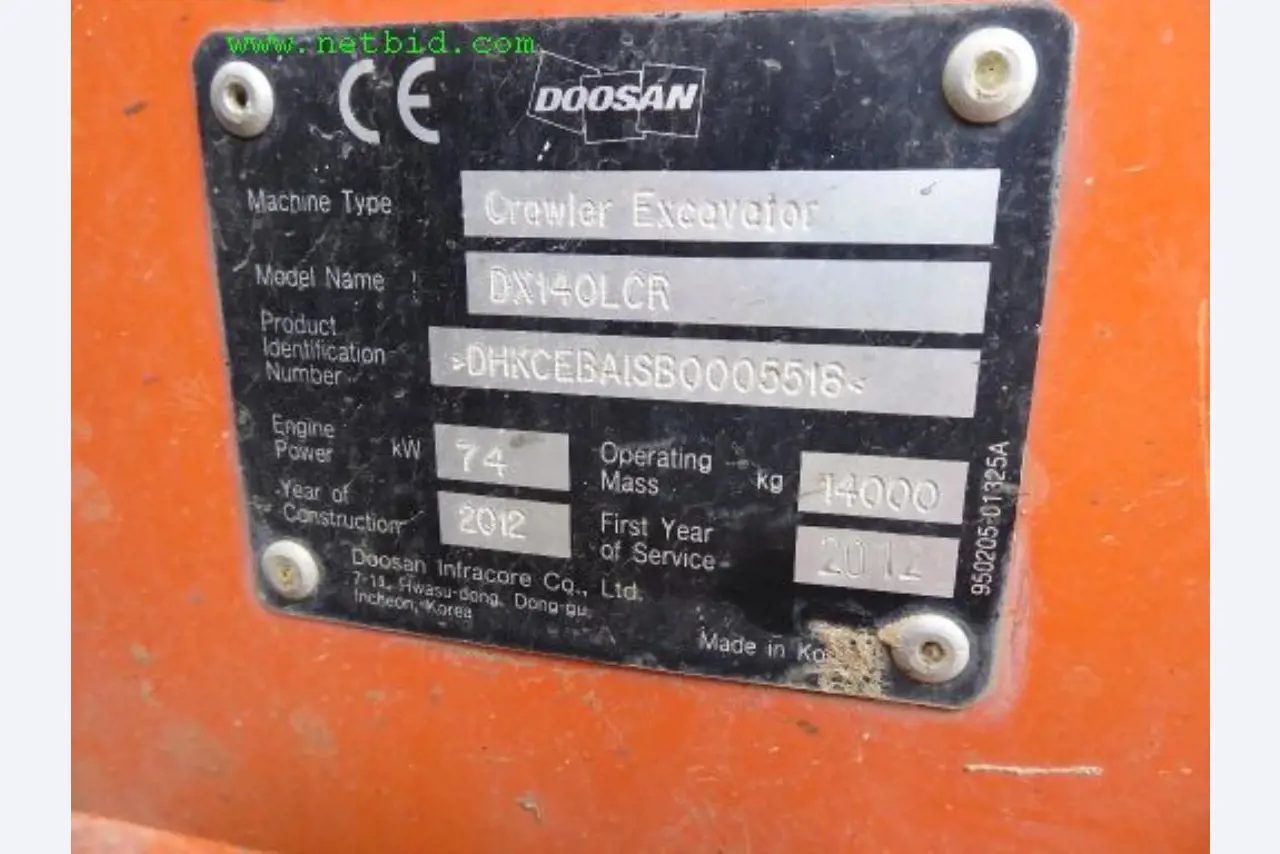 www.netbid.com
CE DOOSAN
Machine Type Crawler Excavator
Model Name DX140LCR
Product
Identification
Number >DHKCEBAISB0005518<
Engine
Power kW 74
Operating
Mass kg 14000
Year of
Construction 2012
First Year
of Service 2012
Doosan Infracore Co., Ltd.
7-11, Hwasu-dong, Dong-gu,
Incheon, Korea
Made in
950205-01325A